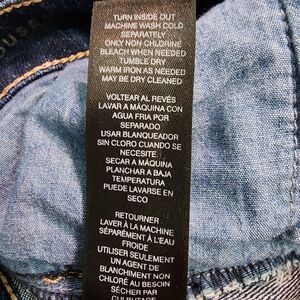 TURN INSIDE OUT
MACHINE WASH COLD
SEPARATELY
ONLY NON-CHLORINE
BLEACH WHEN NEEDED
TUMBLE DRY
WARM IRON AS NEEDED
MAY BE DRY CLEANED
VOLTEAR AL REVÉS
LAVAR A MÁQUINA CON
AGUA FRIA POR
SEPARADO
USAR BLANQUEADOR
SIN CLORO CUANDO SE
NECESITE
SECAR A MÁQUINA
PLANCHAR A BAJA
TEMPERATURA
PUEDE LAVARSE EN
SECO
RETOURNER
LAVER À LA MACHINE
SÉPARÉMENT À L'EAU
FROIDE
UTILISER SEULEMENT
UN AGENT DE
BLANCHIMENT NON
CHLORÉ AU BESOIN
SÉCHER PAR